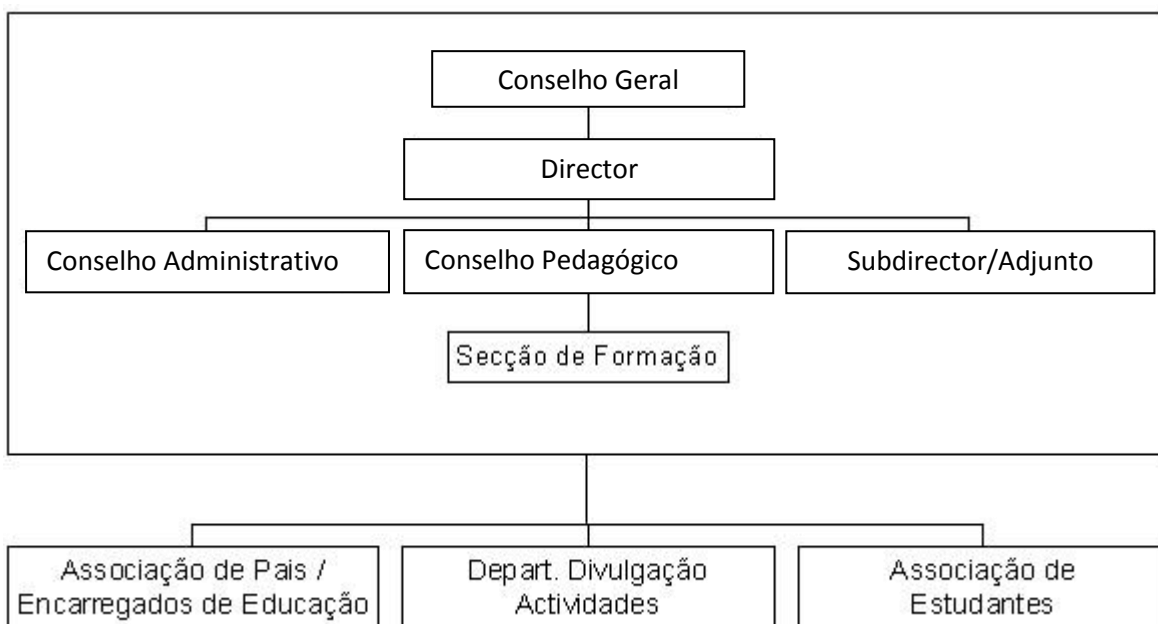 Conselho Geral
Director
Conselho Administrativo
Conselho Pedagógico
Subdirector/Adjunto
Secção de Formação
Associação de Pais /
Encarregados de Educação
Depart. Divulgação
Actividades
Associação de
Estudantes